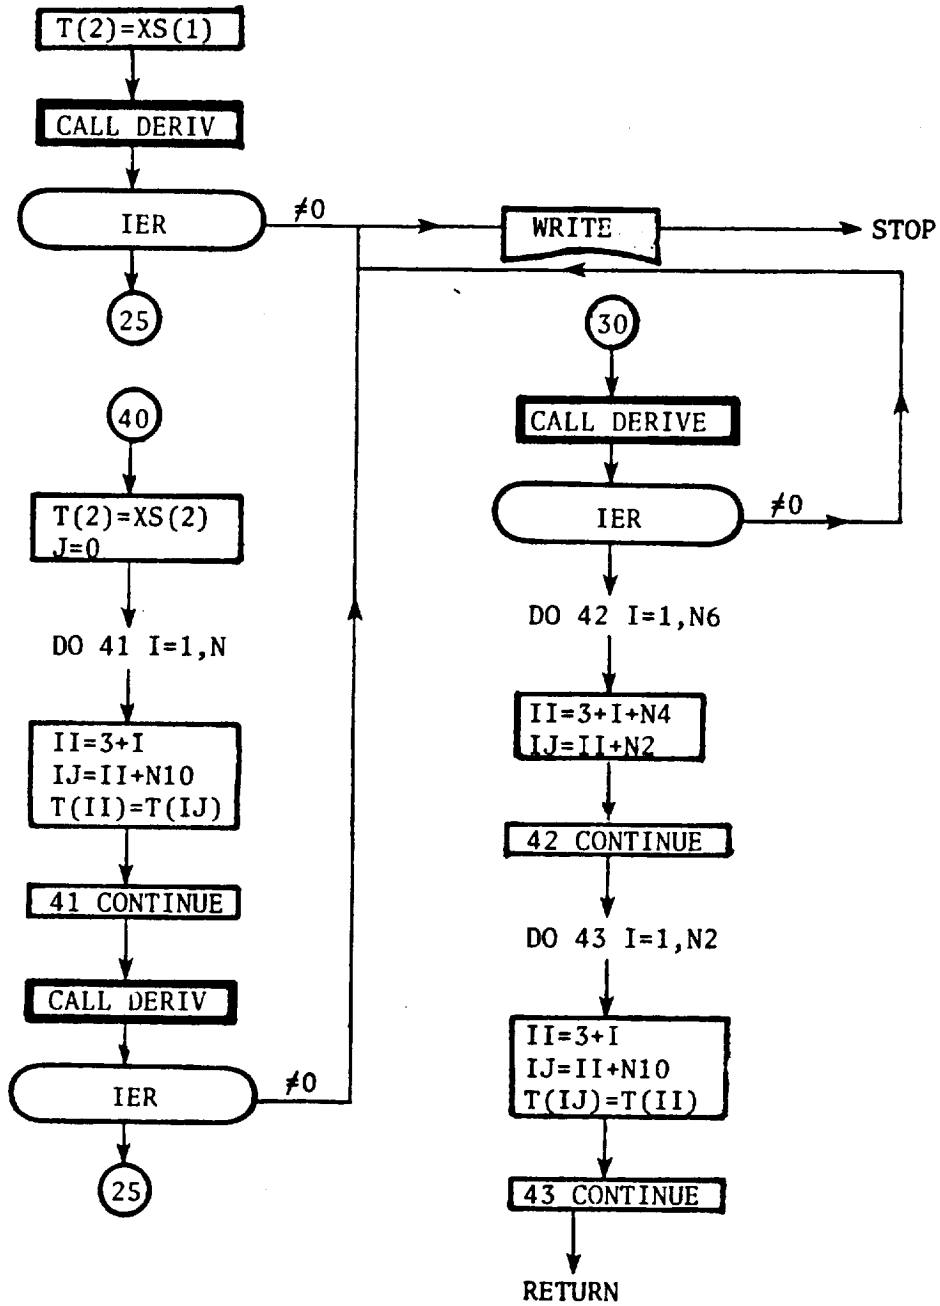 T(2)=XS(1)
CALL DERIV
IER
≠0
WRITE
STOP
25
40
T(2)=XS(2)
J=0
DO 41 I=1,N
II=3+I
IJ=II+N10
T(II)=T(IJ)
41 CONTINUE
CALL DERIV
IER
≠0
25
30
CALL DERIVE
IER
≠0
DO 42 I=1,N6
II=3+I+N4
IJ=II+N2
42 CONTINUE
DO 43 I=1,N2
II=3+I
IJ=II+N10
T(IJ)=T(II)
43 CONTINUE
RETURN